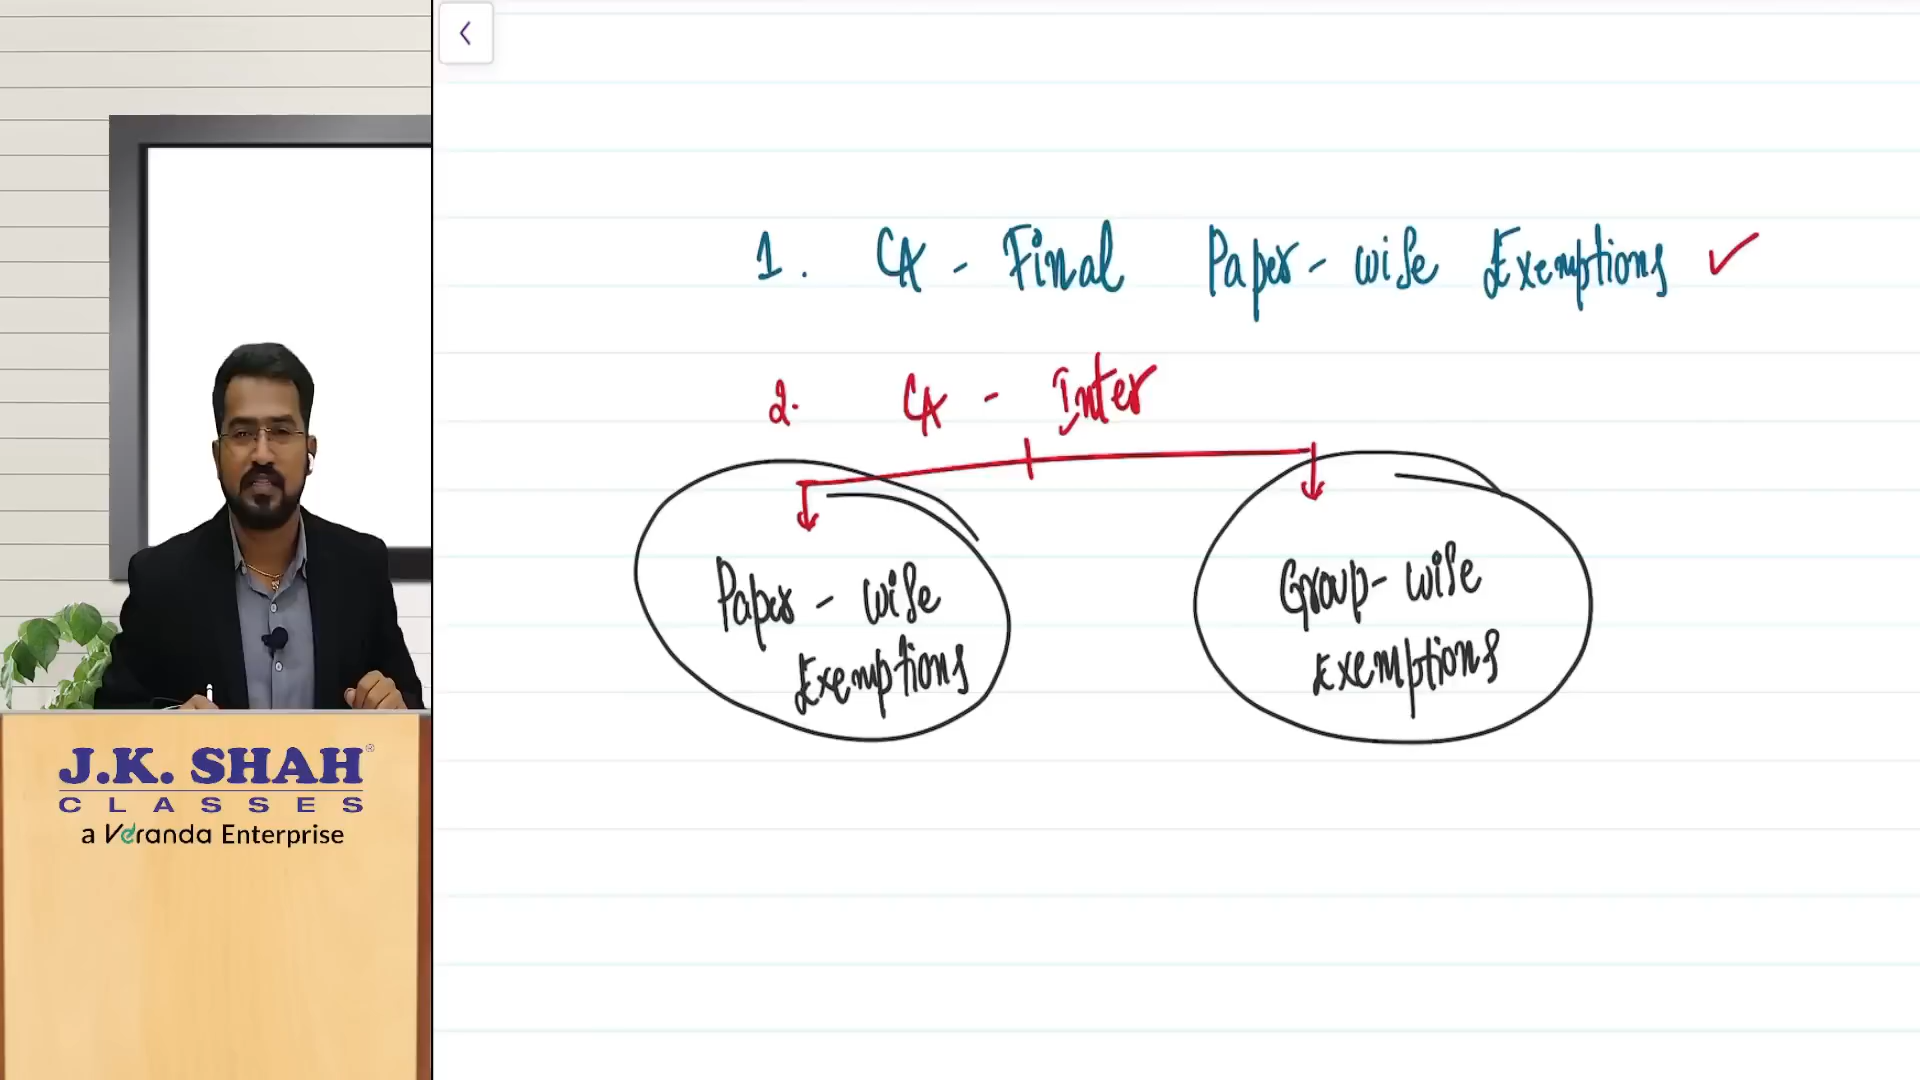 1. CA - Final Paper-wise Exemptions ✓
2. CA - Inter
Paper-wise
Exemptions
Group-wise
Exemptions
J.K. SHAH®
CLASSES
a Veranda Enterprise